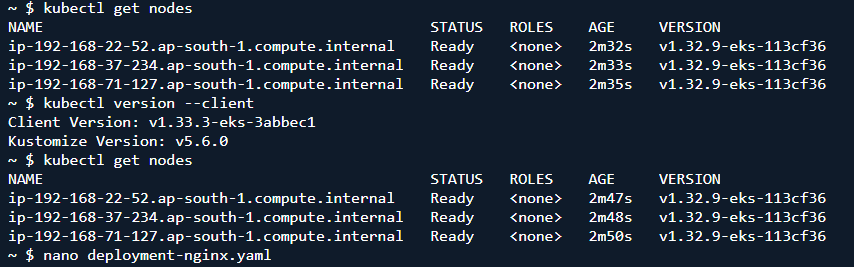 ~ $ kubectl get nodes
NAME STATUS ROLES AGE VERSION
ip-192-168-22-52.ap-south-1.compute.internal Ready <none> 2m32s v1.32.9-eks-113cf36
ip-192-168-37-234.ap-south-1.compute.internal Ready <none> 2m33s v1.32.9-eks-113cf36
ip-192-168-71-127.ap-south-1.compute.internal Ready <none> 2m35s v1.32.9-eks-113cf36
~ $ kubectl version --client
Client Version: v1.33.3-eks-3abbec1
Kustomize Version: v5.6.0
~ $ kubectl get nodes
NAME STATUS ROLES AGE VERSION
ip-192-168-22-52.ap-south-1.compute.internal Ready <none> 2m47s v1.32.9-eks-113cf36
ip-192-168-37-234.ap-south-1.compute.internal Ready <none> 2m48s v1.32.9-eks-113cf36
ip-192-168-71-127.ap-south-1.compute.internal Ready <none> 2m50s v1.32.9-eks-113cf36
~ $ nano deployment-nginx.yaml